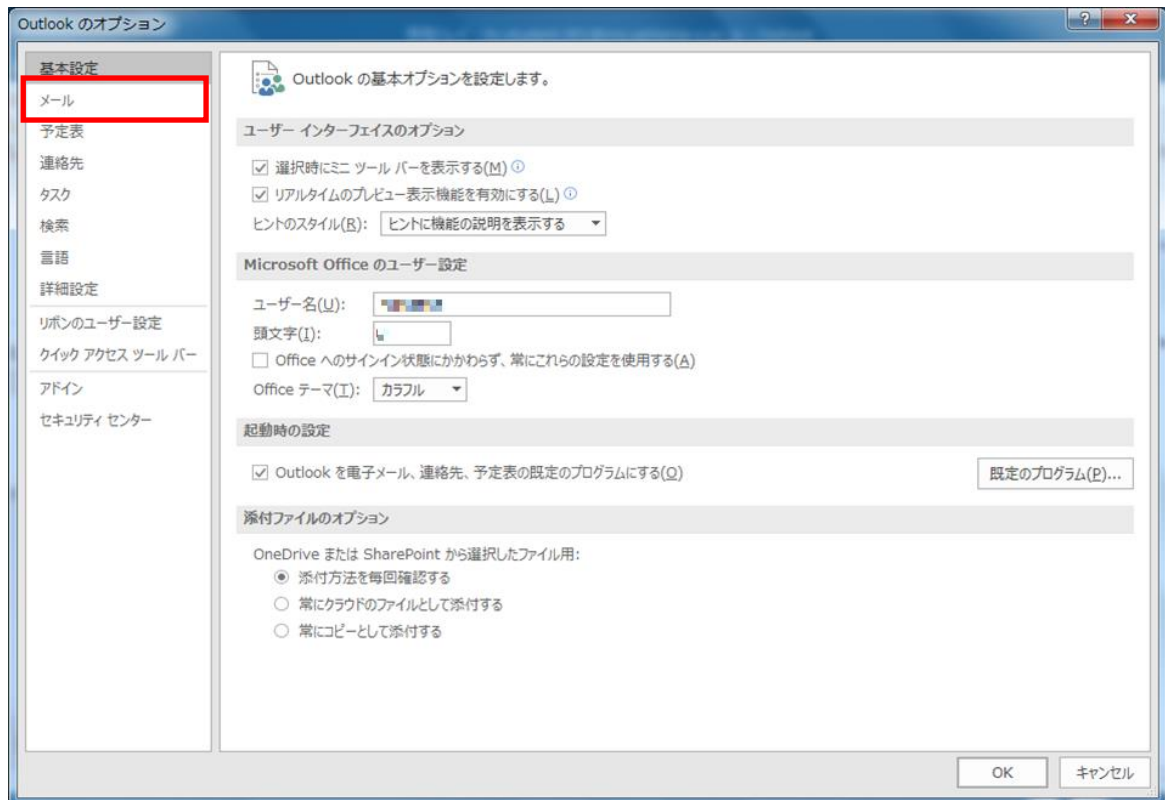 Outlook のオプション
基本設定
メール
予定表
連絡先
タスク
検索
言語
詳細設定
リボンのユーザー設定
クイック アクセス ツール バー
アドイン
セキュリティ センター
Outlook の基本オプションを設定します。
ユーザー インターフェイスのオプション
選択時にミニ ツール バーを表示する(M)
リアルタイムのプレビュー表示機能を有効にする(L)
ヒントのスタイル(R): ヒントに機能の説明を表示する
Microsoft Office のユーザー設定
ユーザー名(U):
頭文字(I):
Office へのサインイン状態にかかわらず、常にこれらの設定を使用する(A)
Office テーマ(T): カラフル
起動時の設定
Outlook を電子メール、連絡先、予定表の既定のプログラムにする(O) 既定のプログラム(P)...
添付ファイルのオプション
OneDrive または SharePoint から選択したファイル用:
添付方法を毎回確認する
常にクラウドのファイルとして添付する
常にコピーとして添付する
OK キャンセル